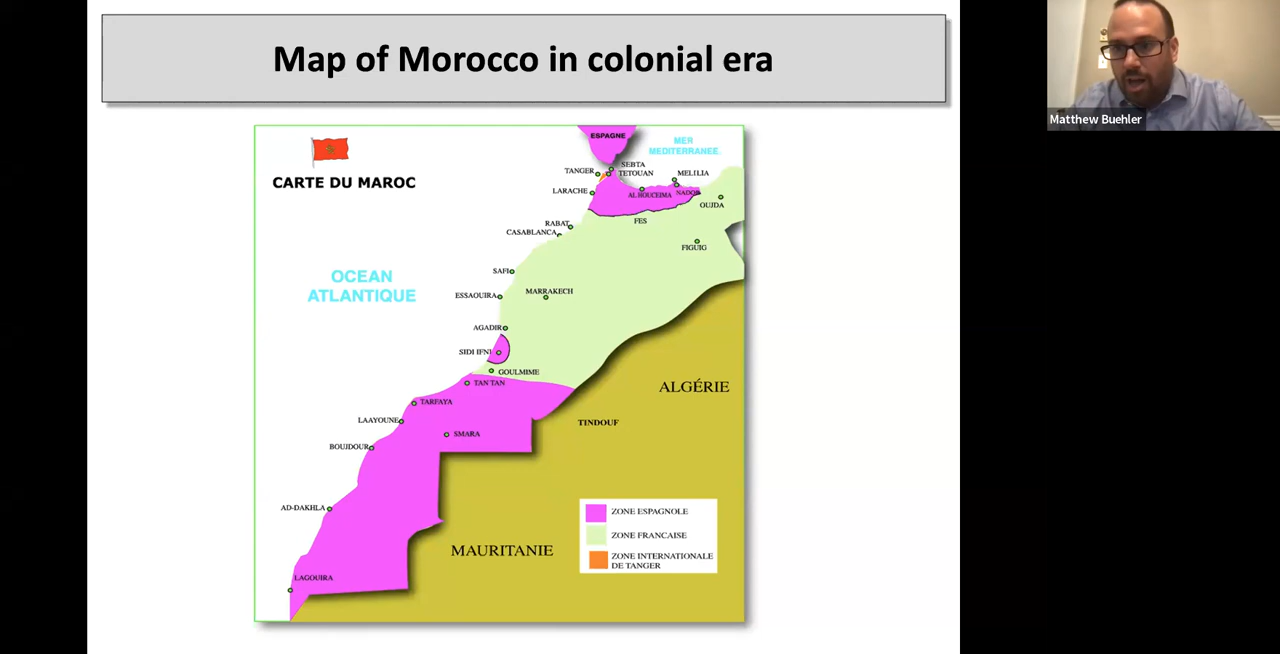 Map of Morocco in colonial era
Matthew Buehler
CARTE DU MAROC
ESPAGNE
MER
MEDITERRANEE
TANGER
SEBTA
TETOUAN
MELILIA
LARACHE
AL HOUCEIMA
NADOR
OUJDA
FES
RABAT
CASABLANCA
FIGUIG
OCEAN
ATLANTIQUE
SAFI
ESSAOUIRA
MARRAKECH
AGADIR
SIDI IFNI
GOULMIME
TAN TAN
ALGÉRIE
TARFAYA
LAAYOUNE
TINDOUF
SMARA
BOUJDOUR
AD-DAKHLA
ZONE ESPAGNOLE
ZONE FRANCAISE
ZONE INTERNATIONALE
DE TANGER
MAURITANIE
LAGOUIRA